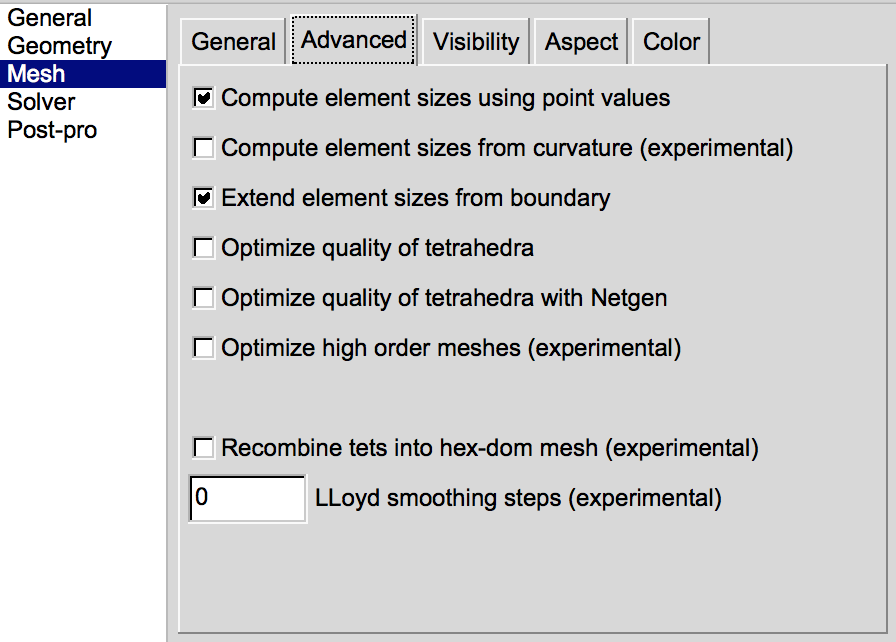 General
Geometry
Mesh
Solver
Post-pro
General Advanced Visibility Aspect Color
Compute element sizes using point values
Compute element sizes from curvature (experimental)
Extend element sizes from boundary
Optimize quality of tetrahedra
Optimize quality of tetrahedra with Netgen
Optimize high order meshes (experimental)
Recombine tets into hex-dom mesh (experimental)
0 LLoyd smoothing steps (experimental)